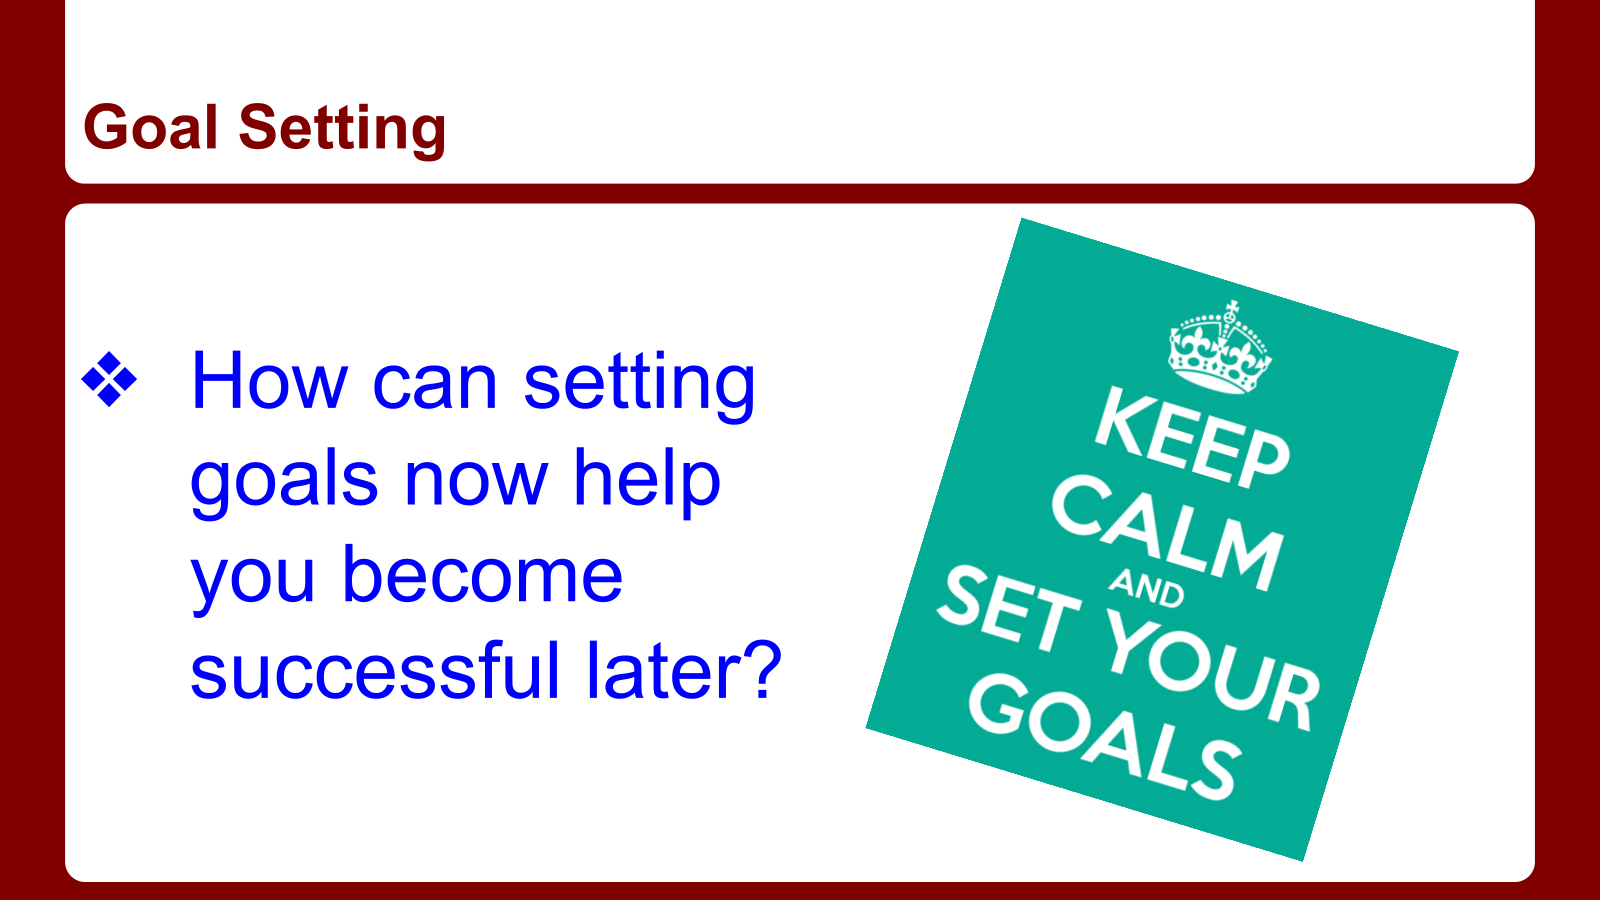 Goal Setting
❖ How can setting
goals now help
you become
successful later?
KEEP
CALM
AND
SET YOUR
GOALS